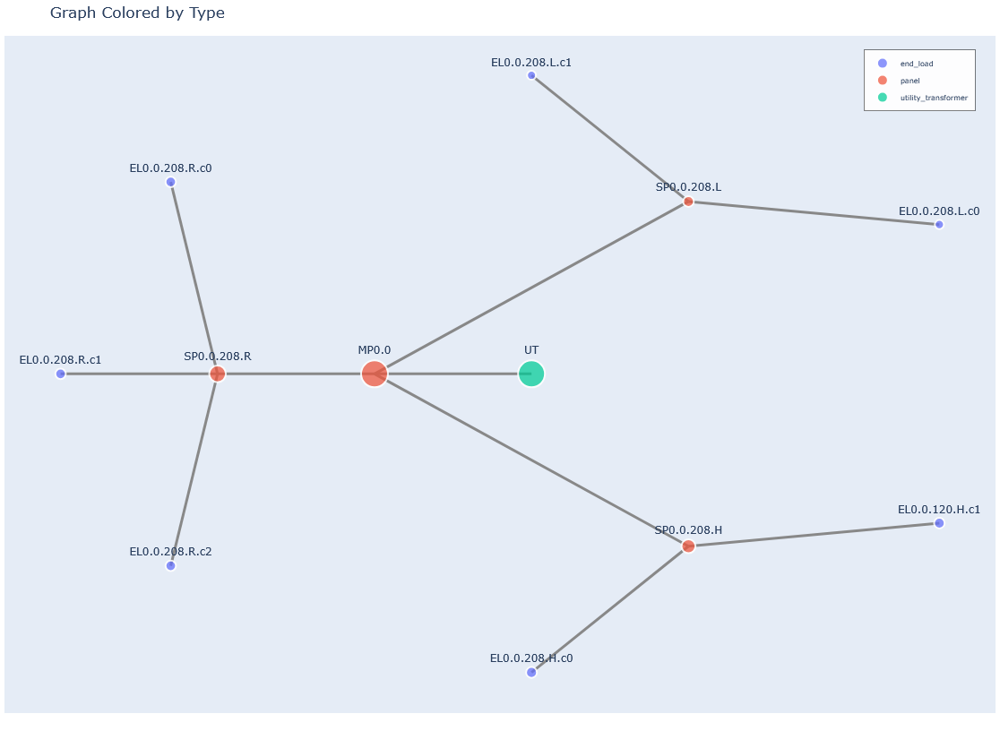 Graph Colored by Type
EL0.0.208.L.c1
end_load
panel
utility_transformer
EL0.0.208.R.c0
SP0.0.208.L
EL0.0.208.L.c0
MP0.0
UT
SP0.0.208.R
EL0.0.208.R.c1
EL0.0.120.H.c1
SP0.0.208.H
EL0.0.208.R.c2
EL0.0.208.H.c0